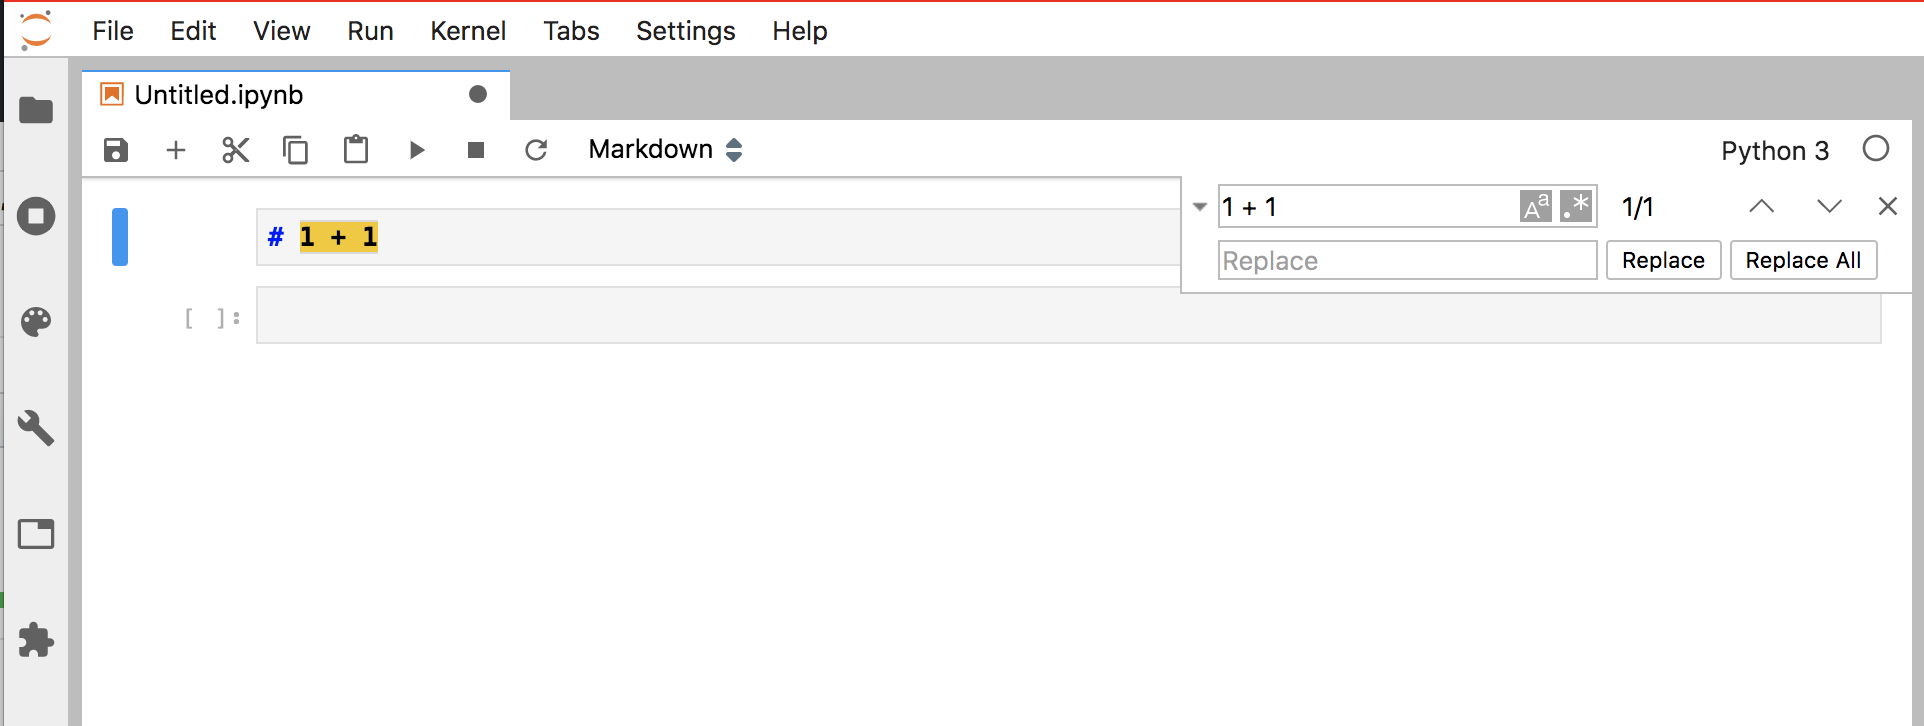 File Edit View Run Kernel Tabs Settings Help
Untitled.ipynb
Markdown
Python 3
1 + 1 Aa .* 1/1
# 1 + 1
Replace Replace Replace All
[ ]: